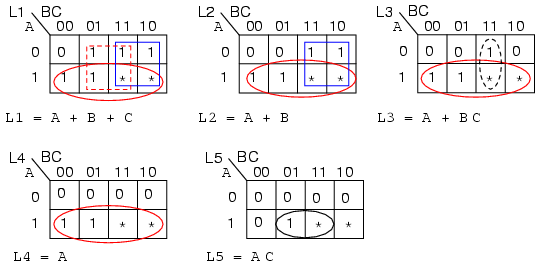 L1 BC L2 BC L3 BC
A 00 01 11 10 A 00 01 11 10 A 00 01 11 10
0 0 1 1 1 0 0 0 1 1 0 0 0 1 0
1 1 1 * * 1 1 1 * * 1 1 1 * *
L1 = A + B + C L2 = A + B L3 = A + B C
L4 BC L5 BC
A 00 01 11 10 A 00 01 11 10
0 0 0 0 0 0 0 0 0 0
1 1 1 * * 1 0 1 * *
L4 = A L5 = A C